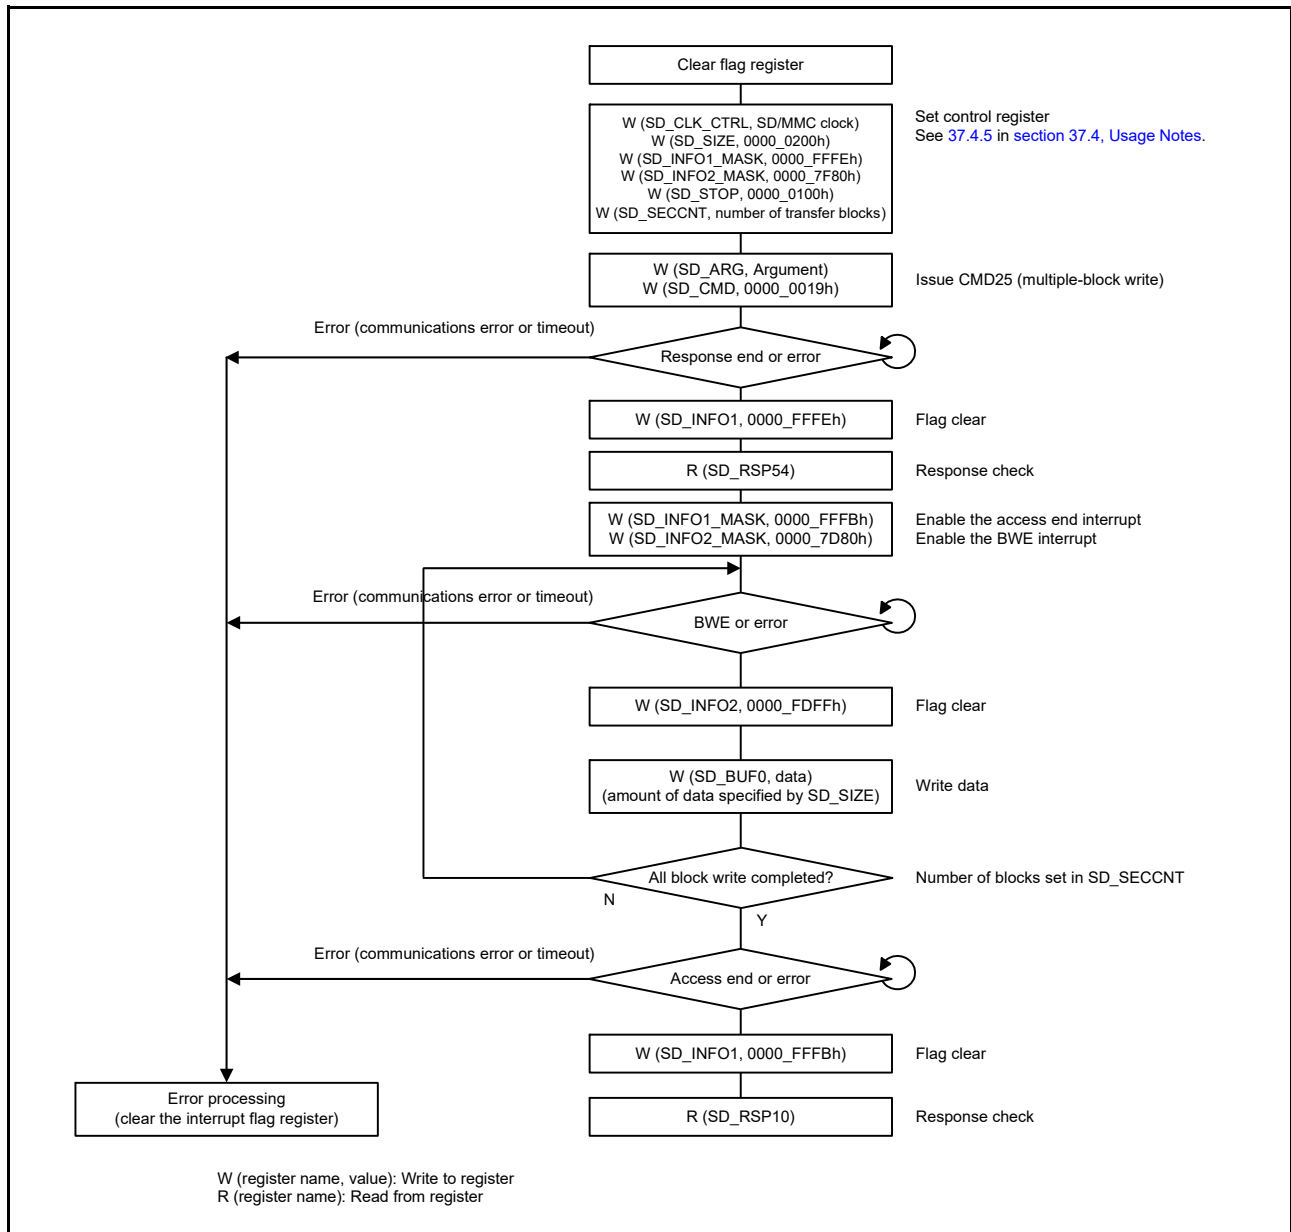 Clear flag register
W (SD_CLK_CTRL, SD/MMC clock)
W (SD_SIZE, 0000_0200h)
W (SD_INFO1_MASK, 0000_FFFEh)
W (SD_INFO2_MASK, 0000_7F80h)
W (SD_STOP, 0000_0100h)
W (SD_SECCNT, number of transfer blocks)
Set control register
See 37.4.5 in section 37.4, Usage Notes.
W (SD_ARG, Argument)
W (SD_CMD, 0000_0019h)
Issue CMD25 (multiple-block write)
Error (communications error or timeout)
Response end or error
W (SD_INFO1, 0000_FFFEh)
Flag clear
R (SD_RSP54)
Response check
W (SD_INFO1_MASK, 0000_FFFBh)
W (SD_INFO2_MASK, 0000_7D80h)
Enable the access end interrupt
Enable the BWE interrupt
Error (communications error or timeout)
BWE or error
W (SD_INFO2, 0000_FDFFh)
Flag clear
W (SD_BUF0, data)
(amount of data specified by SD_SIZE)
Write data
All block write completed?
Number of blocks set in SD_SECCNT
N
Y
Error (communications error or timeout)
Access end or error
W (SD_INFO1, 0000_FFFBh)
Flag clear
Error processing
(clear the interrupt flag register)
R (SD_RSP10)
Response check
W (register name, value): Write to register
R (register name): Read from register